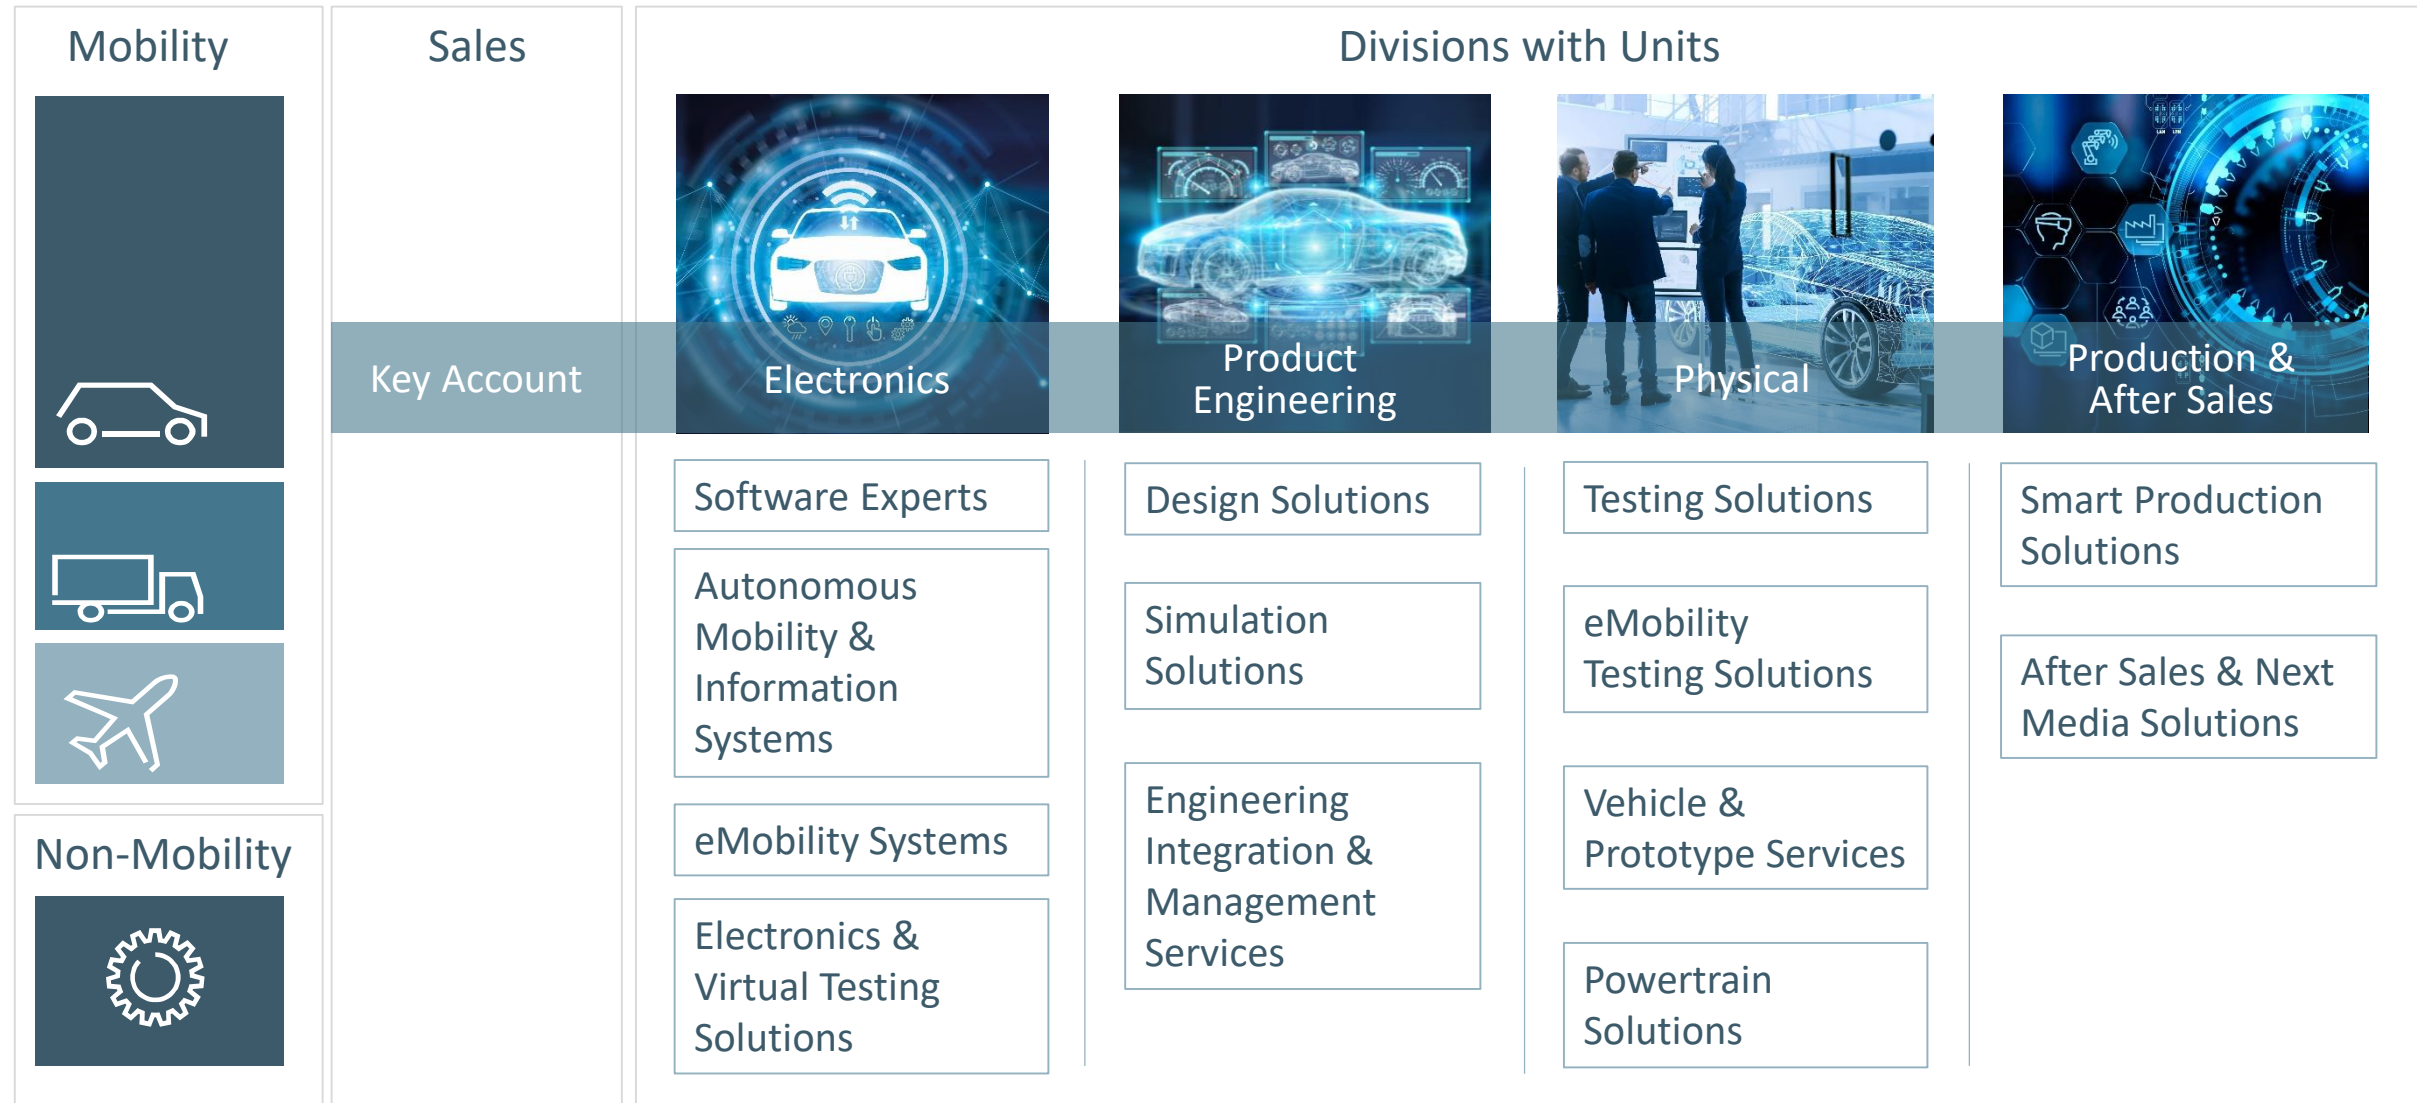 Mobility
Sales
Divisions with Units
Key Account
Electronics
Product
Engineering
Physical
Production &
After Sales
Software Experts
Autonomous
Mobility &
Information
Systems
eMobility Systems
Electronics &
Virtual Testing
Solutions
Design Solutions
Simulation
Solutions
Engineering
Integration &
Management
Services
Testing Solutions
eMobility
Testing Solutions
Vehicle &
Prototype Services
Powertrain
Solutions
Smart Production
Solutions
After Sales & Next
Media Solutions
Non-Mobility